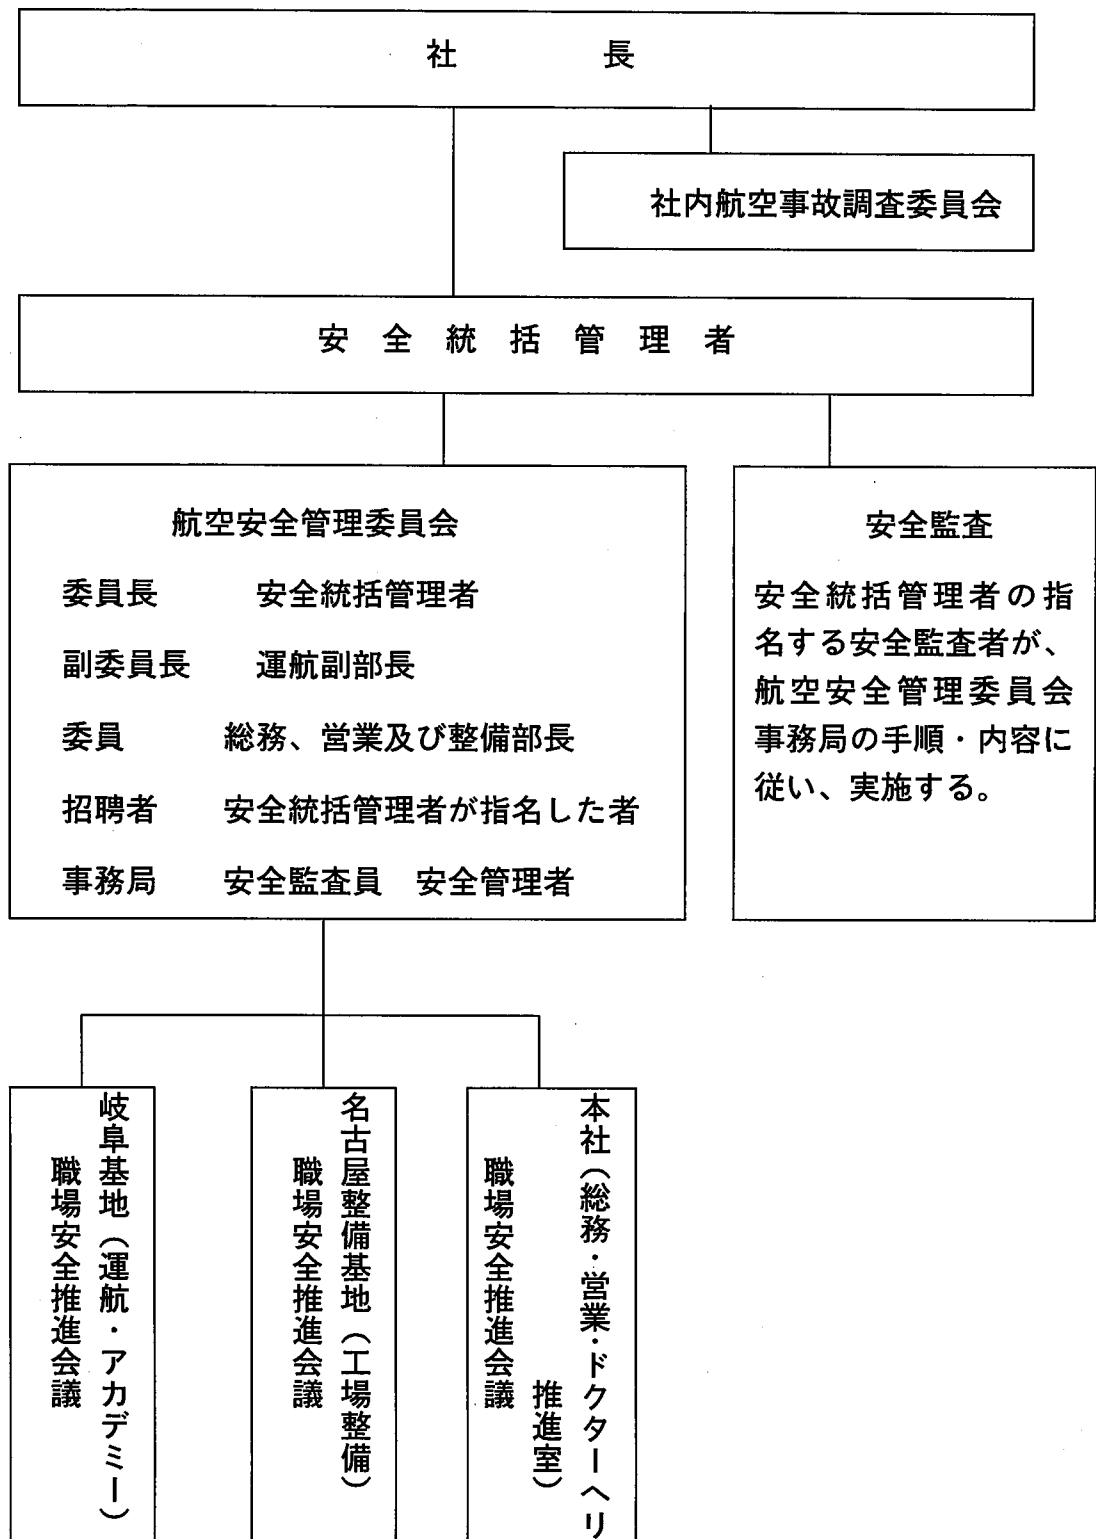 社長
社内航空事故調査委員会
安全統括管理者
航空安全管理委員会
委員長 安全統括管理者
副委員長 運航副部長
委員 総務、営業及び整備部長
招聘者 安全統括管理者が指名した者
事務局 安全監査員 安全管理者
安全監査
安全統括管理者の指
名する安全監査者が、
航空安全管理委員会
事務局の手順・内容に
従い、実施する。
岐阜基地（運航・アカデミー）
職場安全推進会議
名古屋整備基地（工場整備）
職場安全推進会議
本社（総務・営業・ドクターヘリ
推進室）
職場安全推進会議